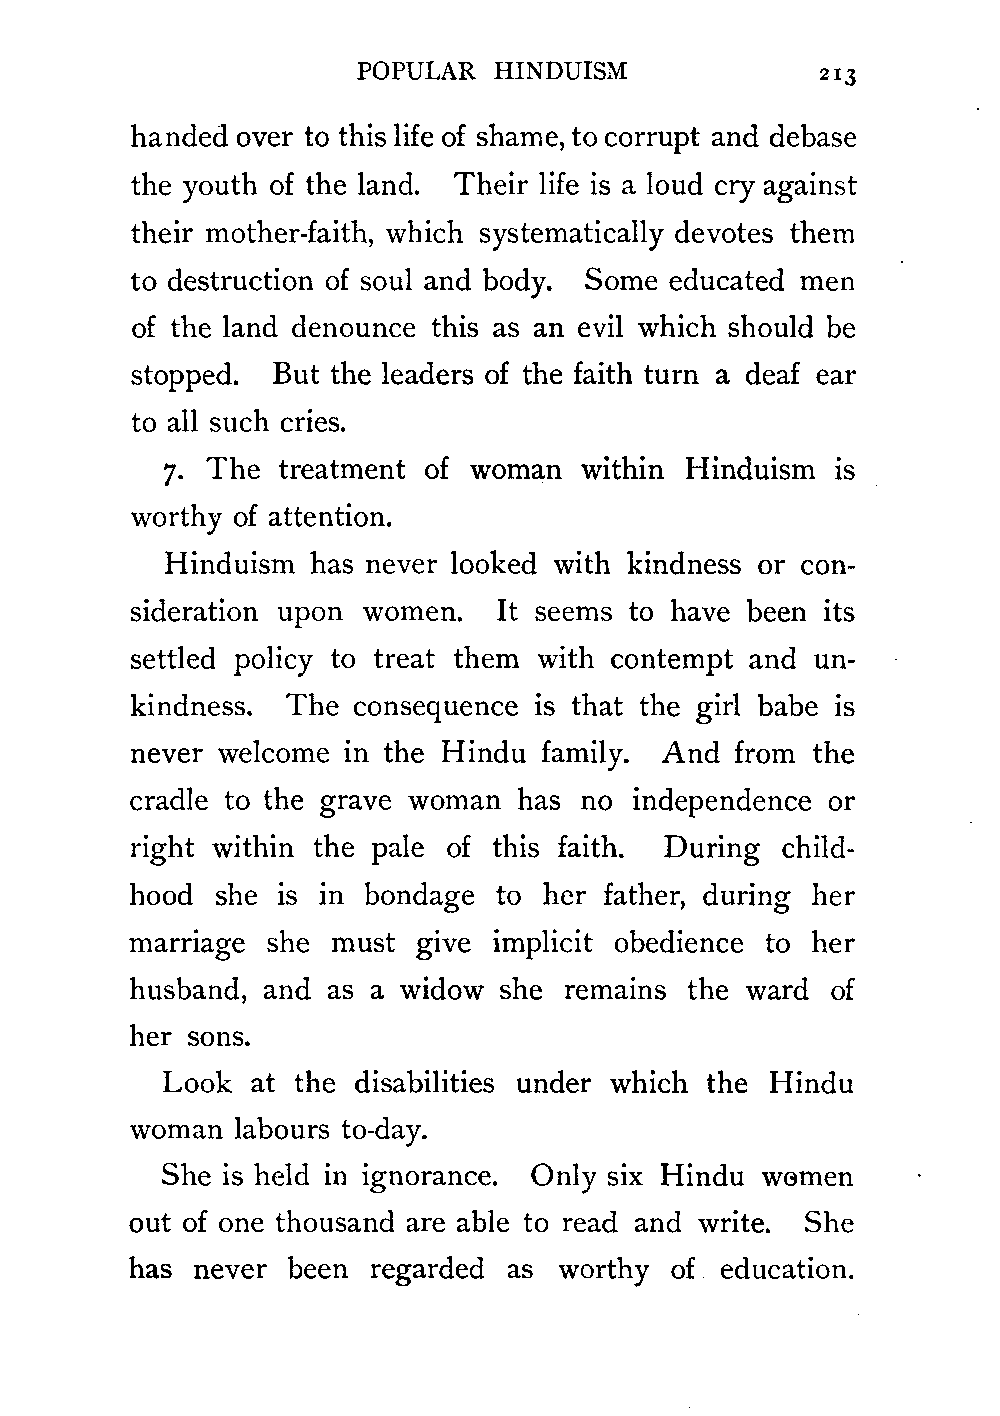 POPULAR HINDUISM 213
handed over to this life of shame, to corrupt and debase
the youth of the land. Their life is a loud cry against
their mother-faith, which systematically devotes them
to destruction of soul and body. Some educated men
of the land denounce this as an evil which should be
stopped. But the leaders of the faith turn a deaf ear
to all such cries.
7. The treatment of woman within Hinduism is
worthy of attention.
Hinduism has never looked with kindness or con-
sideration upon women. It seems to have been its
settled policy to treat them with contempt and un-
kindness. The consequence is that the girl babe is
never welcome in the Hindu family. And from the
cradle to the grave woman has no independence or
right within the pale of this faith. During child-
hood she is in bondage to her father, during her
marriage she must give implicit obedience to her
husband, and as a widow she remains the ward of
her sons.
Look at the disabilities under which the Hindu
woman labours to-day.
She is held in ignorance. Only six Hindu women
out of one thousand are able to read and write. She
has never been regarded as worthy of education.